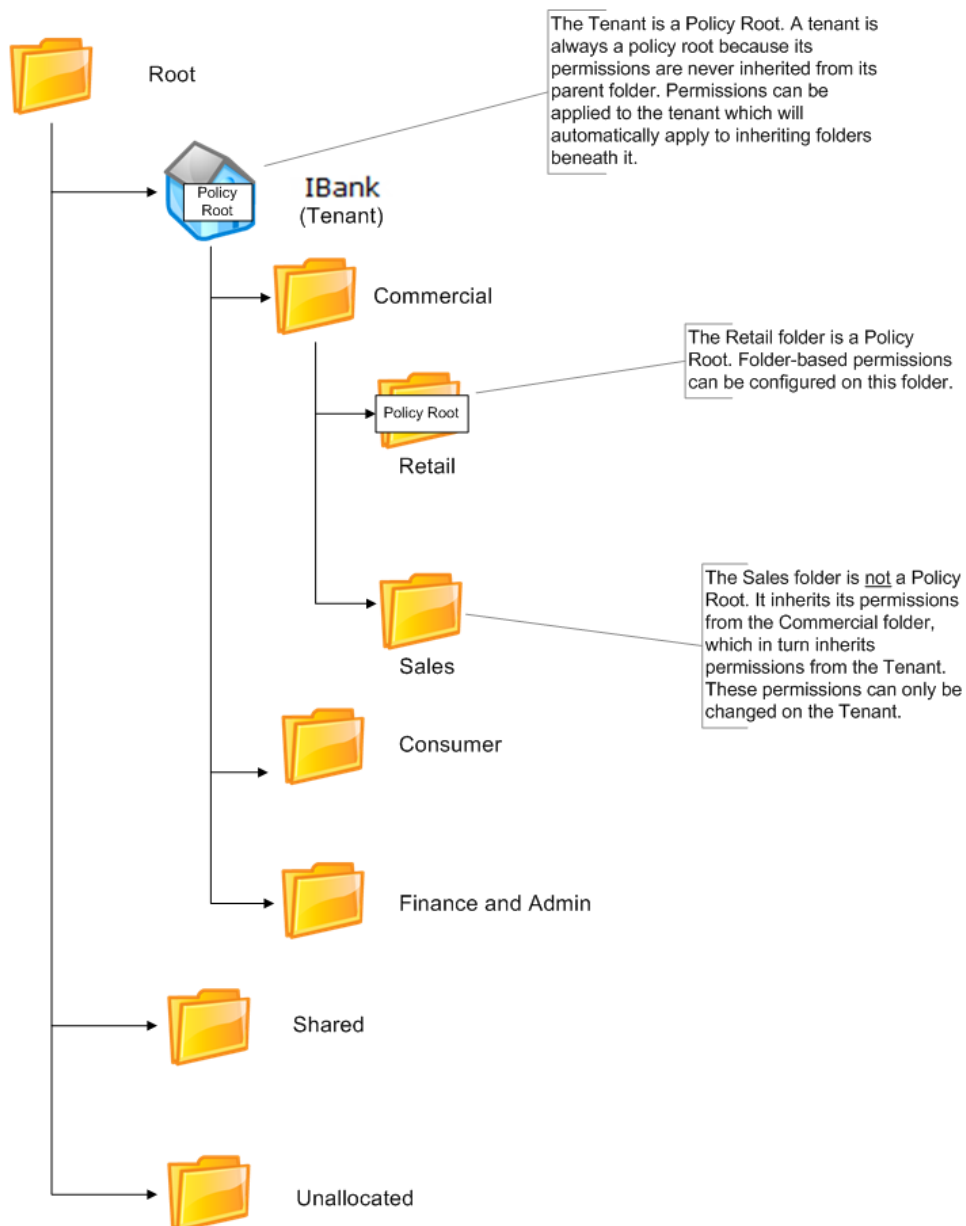 The Tenant is a Policy Root. A tenant is
always a policy root because its
permissions are never inherited from its
parent folder. Permissions can be
applied to the tenant which will
automatically apply to inheriting folders
beneath it.
Root
Policy
Root
IBank
(Tenant)
Commercial
The Retail folder is a Policy
Root. Folder-based permissions
can be configured on this folder.
Policy Root
Retail
The Sales folder is not a Policy
Root. It inherits its permissions
from the Commercial folder,
which in turn inherits
permissions from the Tenant.
These permissions can only be
changed on the Tenant.
Sales
Consumer
Finance and Admin
Shared
Unallocated